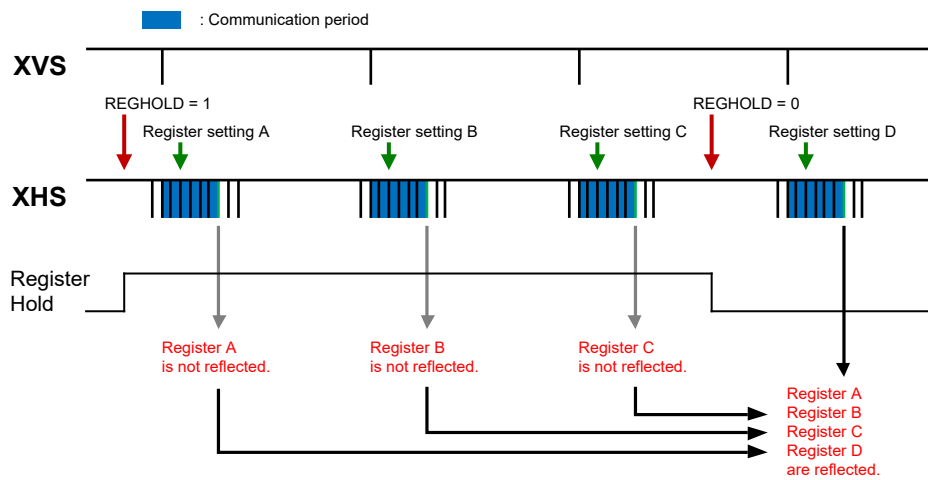 : Communication period
XVS
REGHOLD = 1
REGHOLD = 0
Register setting A
Register setting B
Register setting C
Register setting D
XHS
Register
Hold
Register A
is not reflected.
Register B
is not reflected.
Register C
is not reflected.
Register A
Register B
Register C
Register D
are reflected.